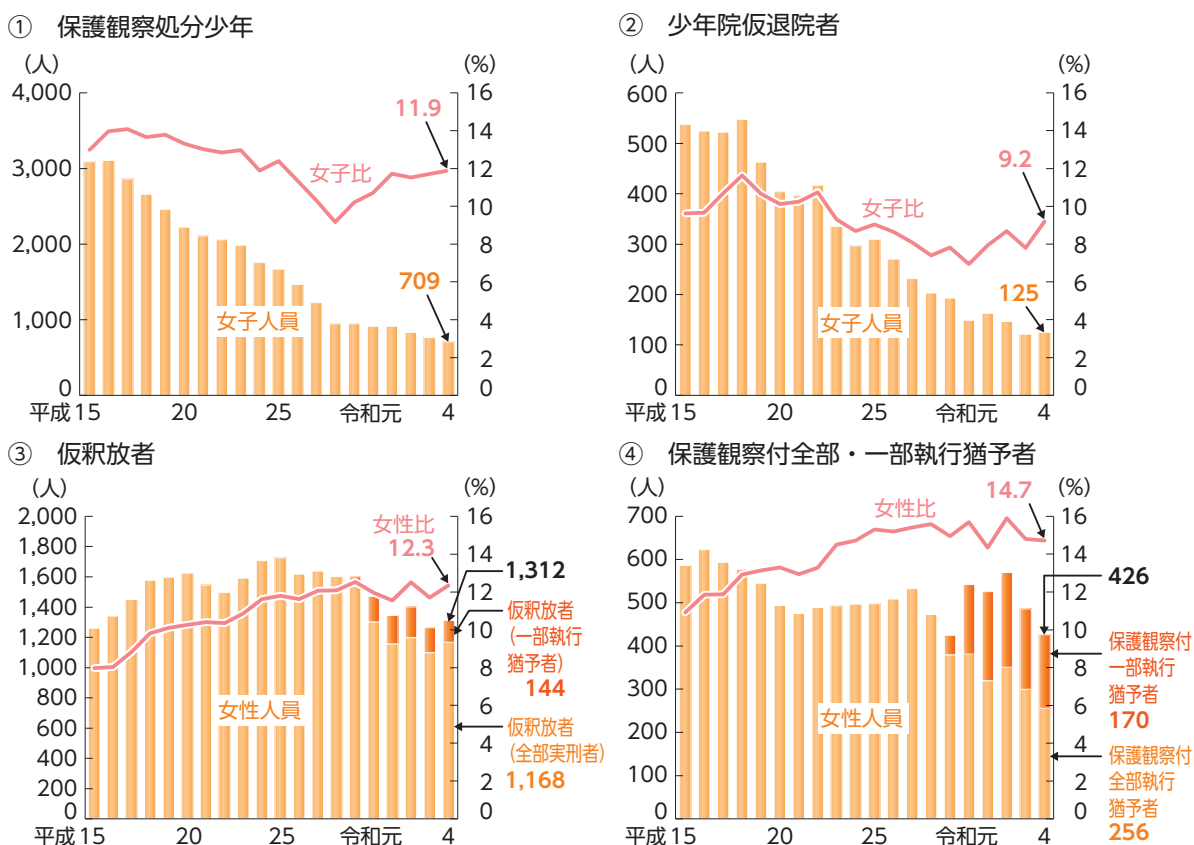 ① 保護観察処分少年
(人)
(%)
4,000
3,000
2,000
1,000
0
16
14
12
10
8
6
4
2
0
11.9
女子比
709
女子人員
平成15
20
25
令和元
4
② 少年院仮退院者
(人)
(%)
600
500
400
300
200
100
0
16
14
12
10
8
6
4
2
0
9.2
女子比
125
女子人員
平成15
20
25
令和元
4
③ 仮釈放者
(人)
(%)
2,000
1,800
1,600
1,400
1,200
1,000
800
600
400
200
0
16
14
12
10
8
6
4
2
0
女性比
12.3
1,312
仮釈放者
(一部執行
猶予者)
144
女性人員
仮釈放者
(全部実刑者)
1,168
平成15
20
25
令和元
4
④ 保護観察付全部・一部執行猶予者
(人)
(%)
700
600
500
400
300
200
100
0
16
14
12
10
8
6
4
2
0
14.7
女性比
426
保護観察付
一部執行
猶予者
170
女性人員
保護観察付
全部執行
猶予者
256
平成15
20
25
令和元
4